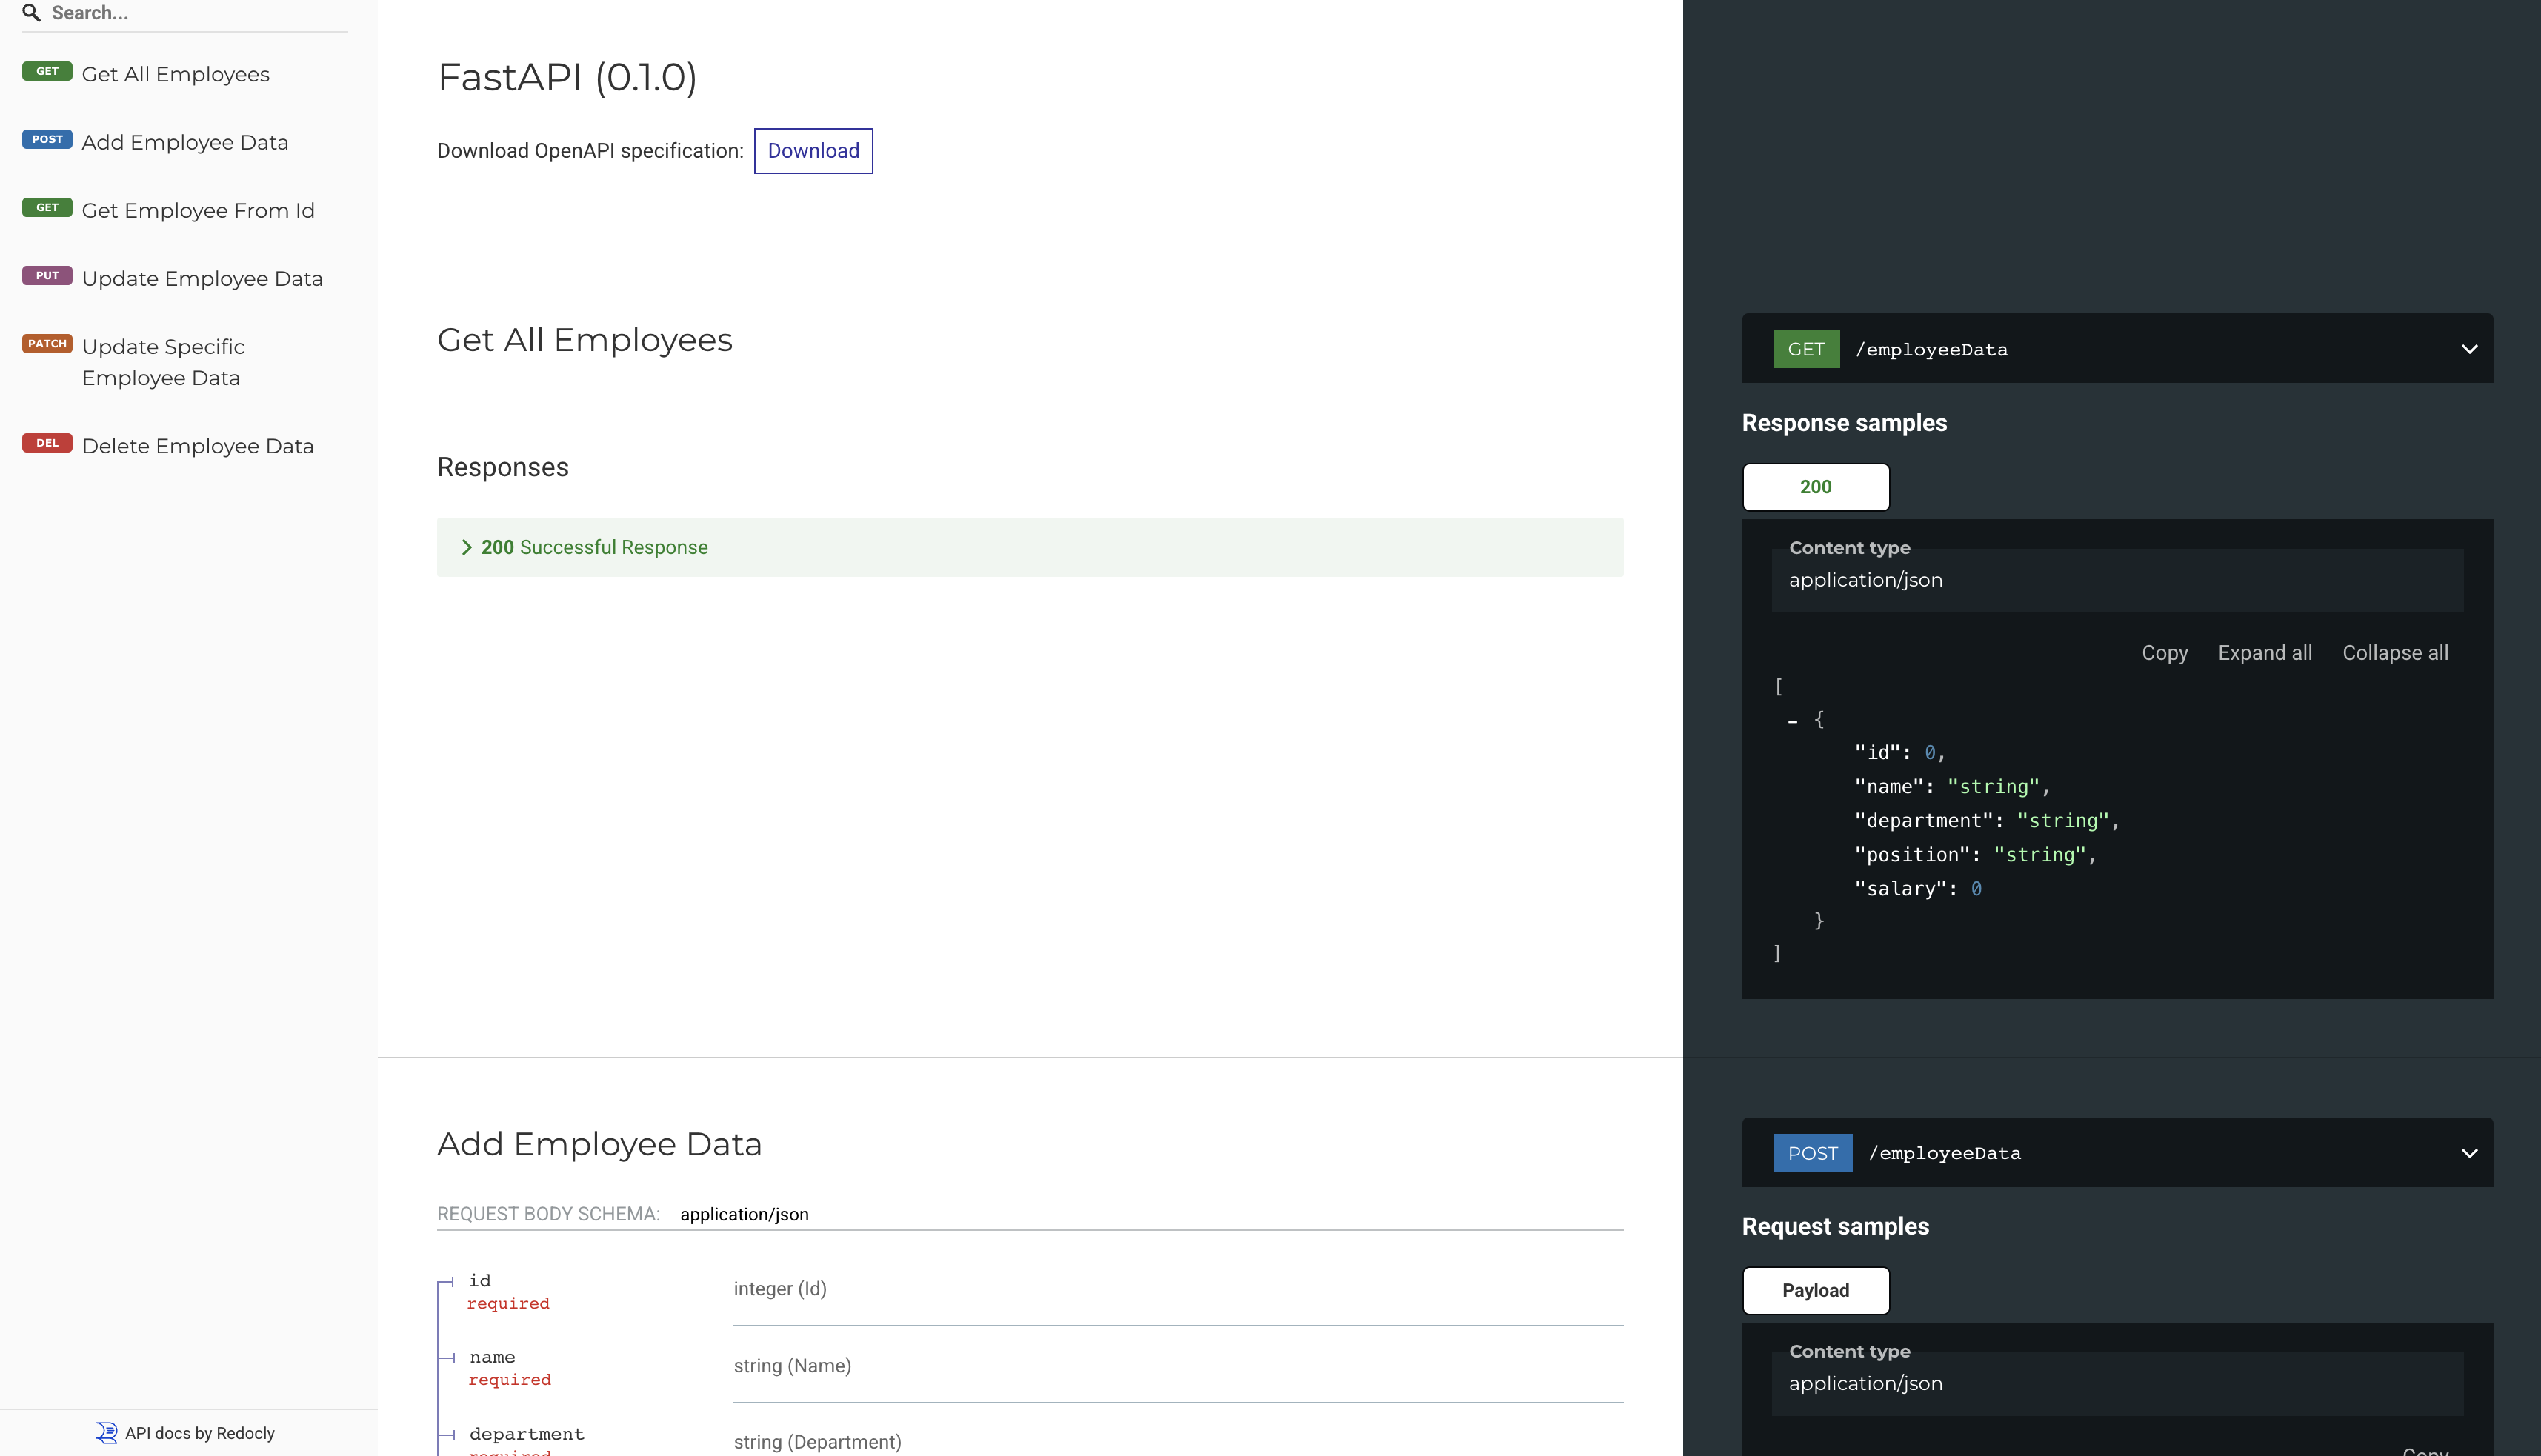 Search...
GET Get All Employees
POST Add Employee Data
GET Get Employee From Id
PUT Update Employee Data
PATCH Update Specific
Employee Data
DEL Delete Employee Data
API docs by Redocly
FastAPI (0.1.0)
Download OpenAPI specification: Download
Get All Employees
Responses
200 Successful Response
GET /employeeData
Response samples
200
Content type
application/json
Copy Expand all Collapse all
[
- {
"id": 0,
"name": "string",
"department": "string",
"position": "string",
"salary": 0
}
]
Add Employee Data
REQUEST BODY SCHEMA: application/json
id
required
integer (Id)
name
required
string (Name)
department
required
string (Department)
POST /employeeData
Request samples
Payload
Content type
application/json
Copy